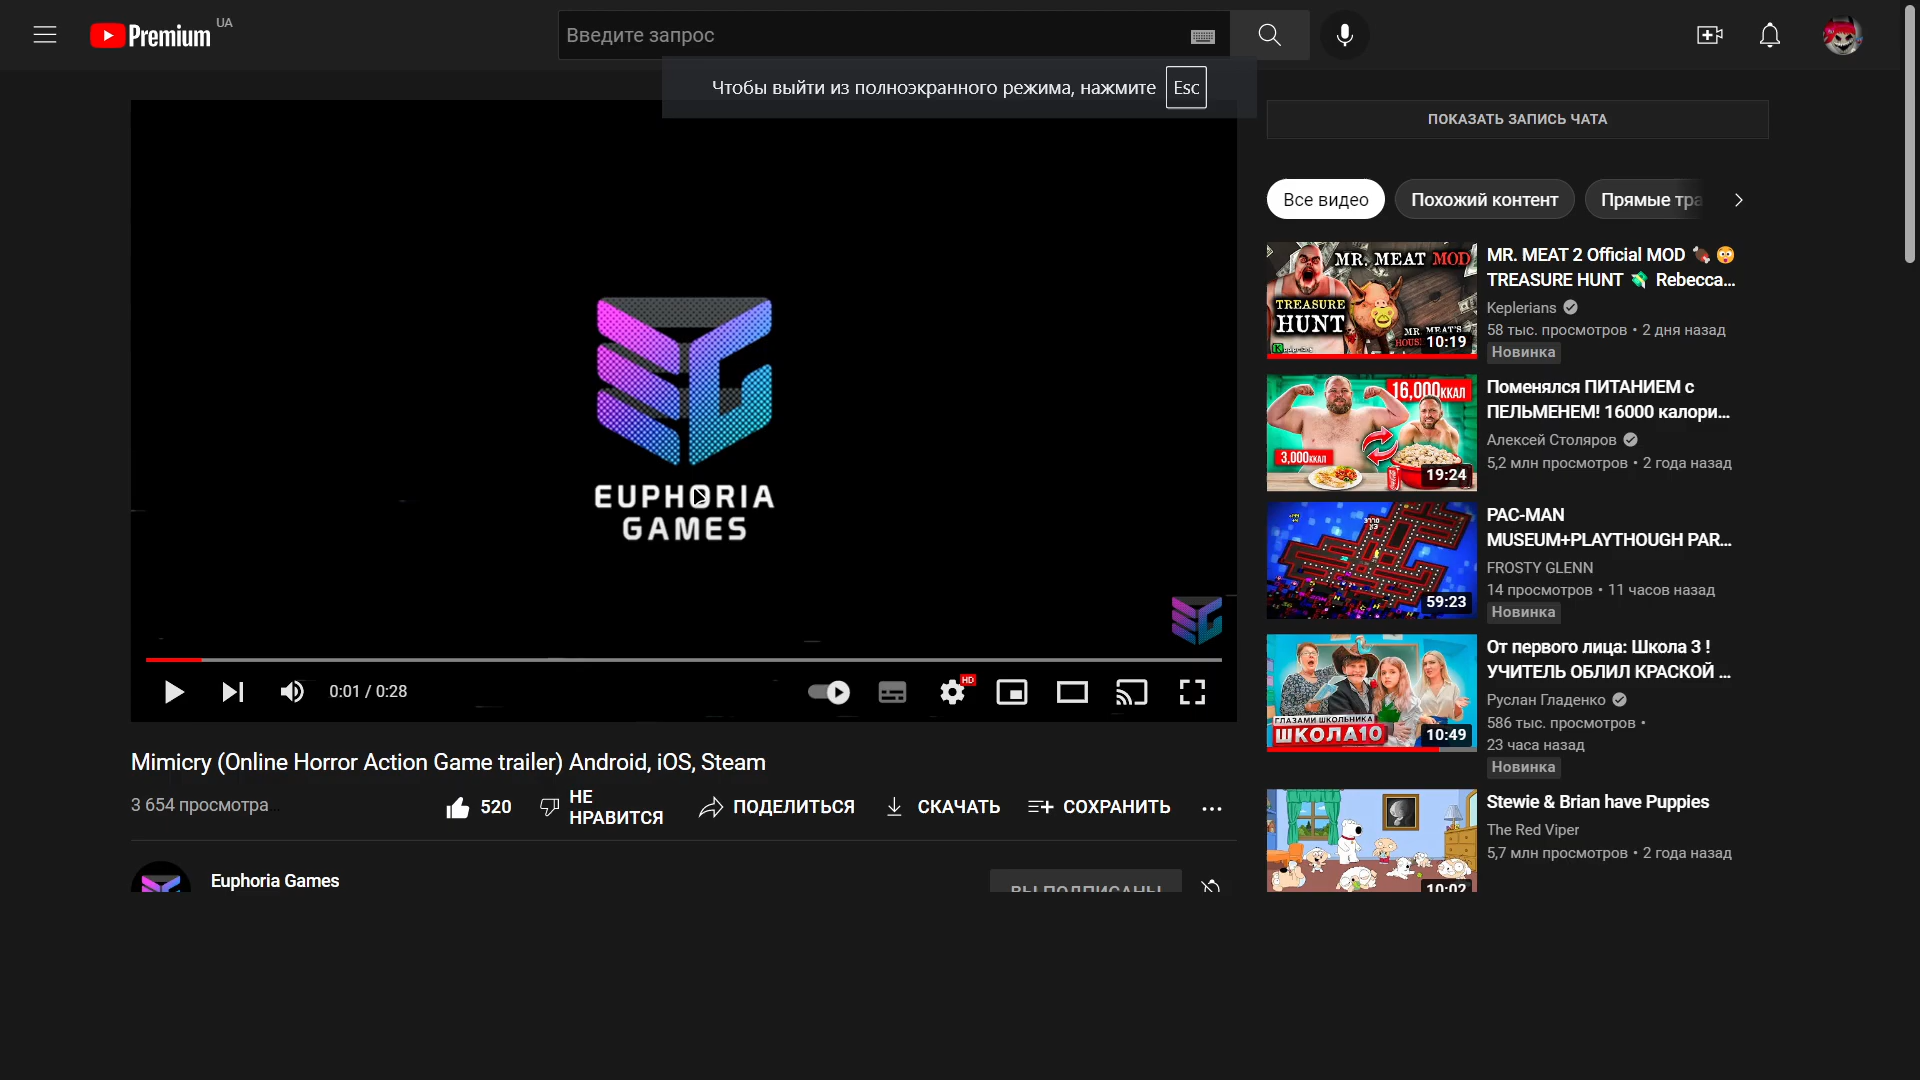 Premium
UA
Введите запрос
Чтобы выйти из полноэкранного режима, нажмите Esc
EUPHORIA
GAMES
0:01 / 0:28
HD
Mimicry (Online Horror Action Game trailer) Android, iOS, Steam
3 654 просмотра
520
НЕ
НРАВИТСЯ
ПОДЕЛИТЬСЯ
СКАЧАТЬ
СОХРАНИТЬ
Euphoria Games
ВЫ ПОДПИСАНЫ
ПОКАЗАТЬ ЗАПИСЬ ЧАТА
Все видео
Похожий контент
Прямые тра
MR. MEAT MOD
TREASURE
HUNT
MR. MEAT'S
10:19
MR. MEAT 2 Official MOD 🍖 😳
TREASURE HUNT 💸 Rebecca...
Keplerians
58 тыс. просмотров • 2 дня назад
Новинка
16,000ККАЛ
3,000ККАЛ
19:24
Поменялся ПИТАНИЕМ с
ПЕЛЬМЕНЕМ! 16000 калори...
Алексей Столяров
5,2 млн просмотров • 2 года назад
59:23
PAC-MAN
MUSEUM+PLAYTHOUGH PAR...
FROSTY GLENN
14 просмотров • 11 часов назад
Новинка
ГЛАЗАМИ ШКОЛЬНИКА
ШКОЛА10
10:49
От первого лица: Школа 3 !
УЧИТЕЛЬ ОБЛИЛ КРАСКОЙ ...
Руслан Гладенко
586 тыс. просмотров •
23 часа назад
Новинка
10:02
Stewie & Brian have Puppies
The Red Viper
5,7 млн просмотров • 2 года назад